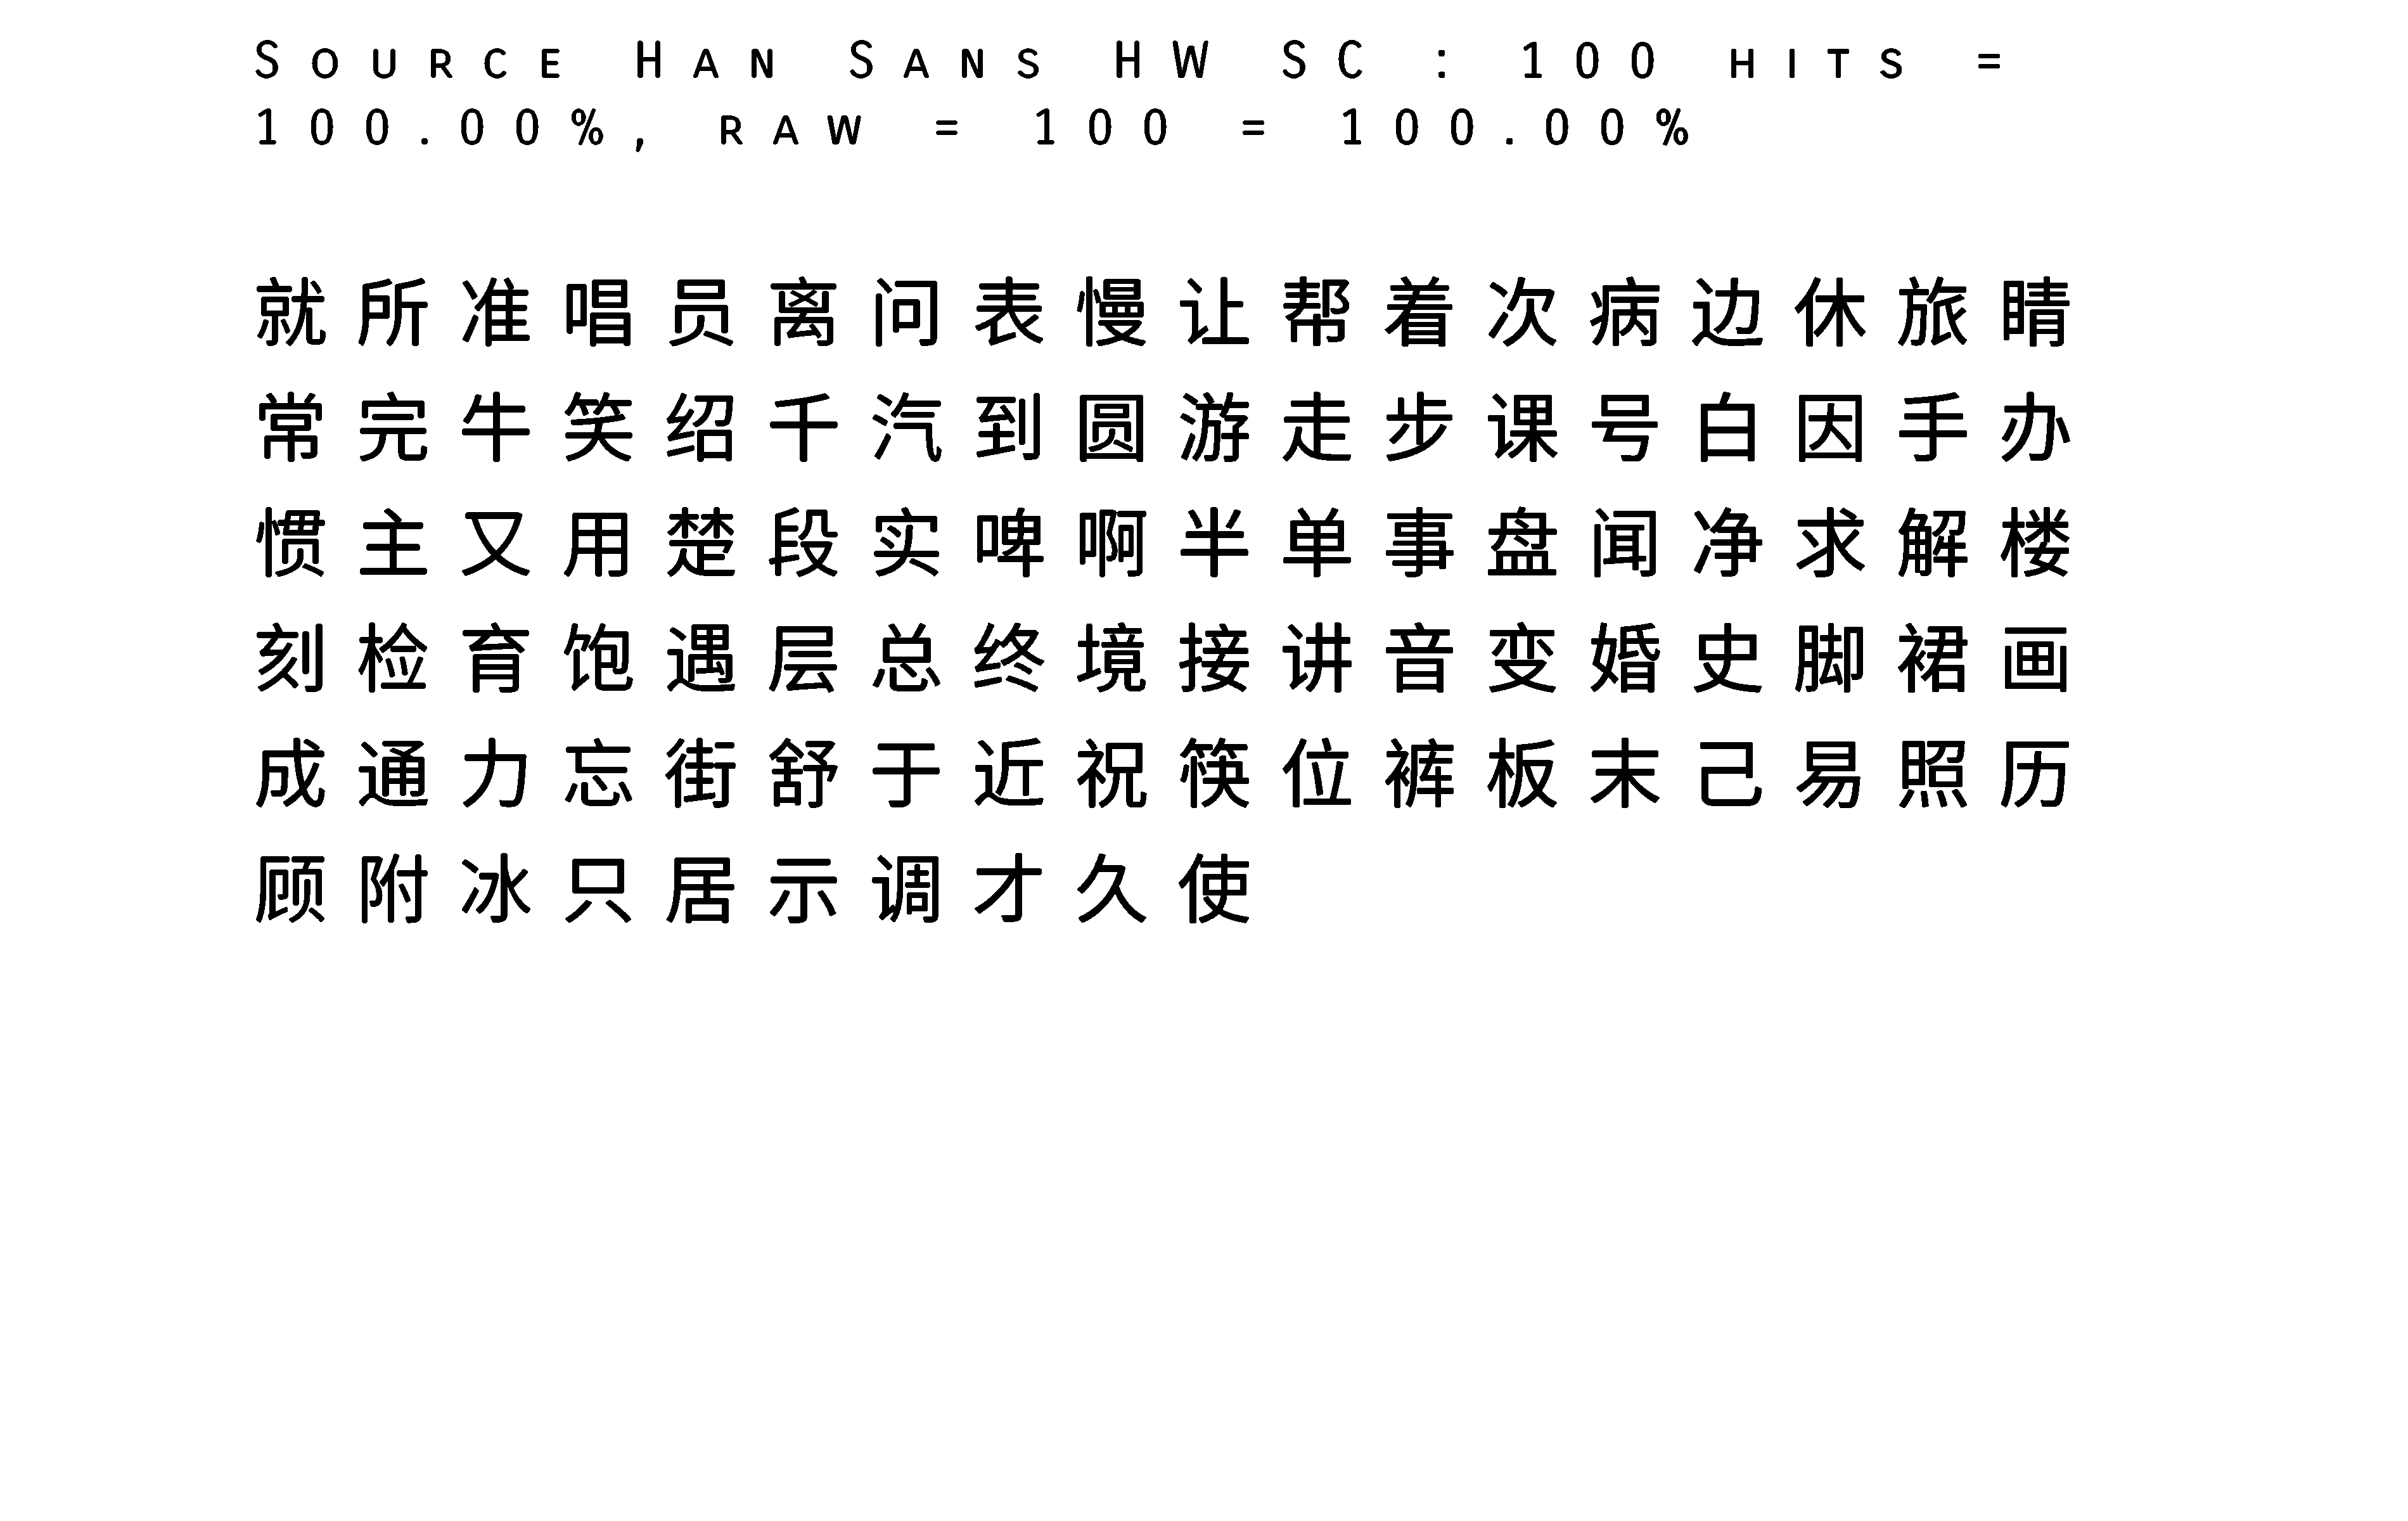 Source Han Sans HW SC : 100 hits =
100.00%, raw = 100 = 100.00%
就所准唱员离问表慢让帮着次病边休旅睛
常完牛笑绍千汽到圆游走步课号白因手办
惯主又用楚段实啤啊半单事盘闻净求解楼
刻检育饱遇层总终境接讲音变婚史脚裙画
成通力忘街舒于近祝筷位裤板末己易照历
顾附冰只居示调才久使